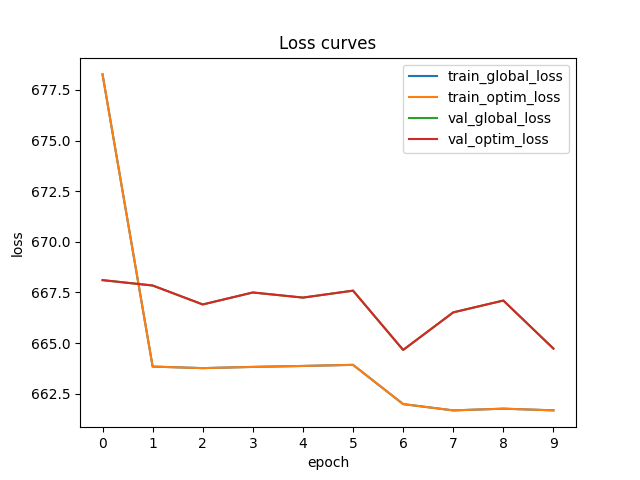 Loss curves
train_global_loss
train_optim_loss
val_global_loss
val_optim_loss
677.5
675.0
672.5
670.0
667.5
665.0
662.5
loss
0 1 2 3 4 5 6 7 8 9
epoch